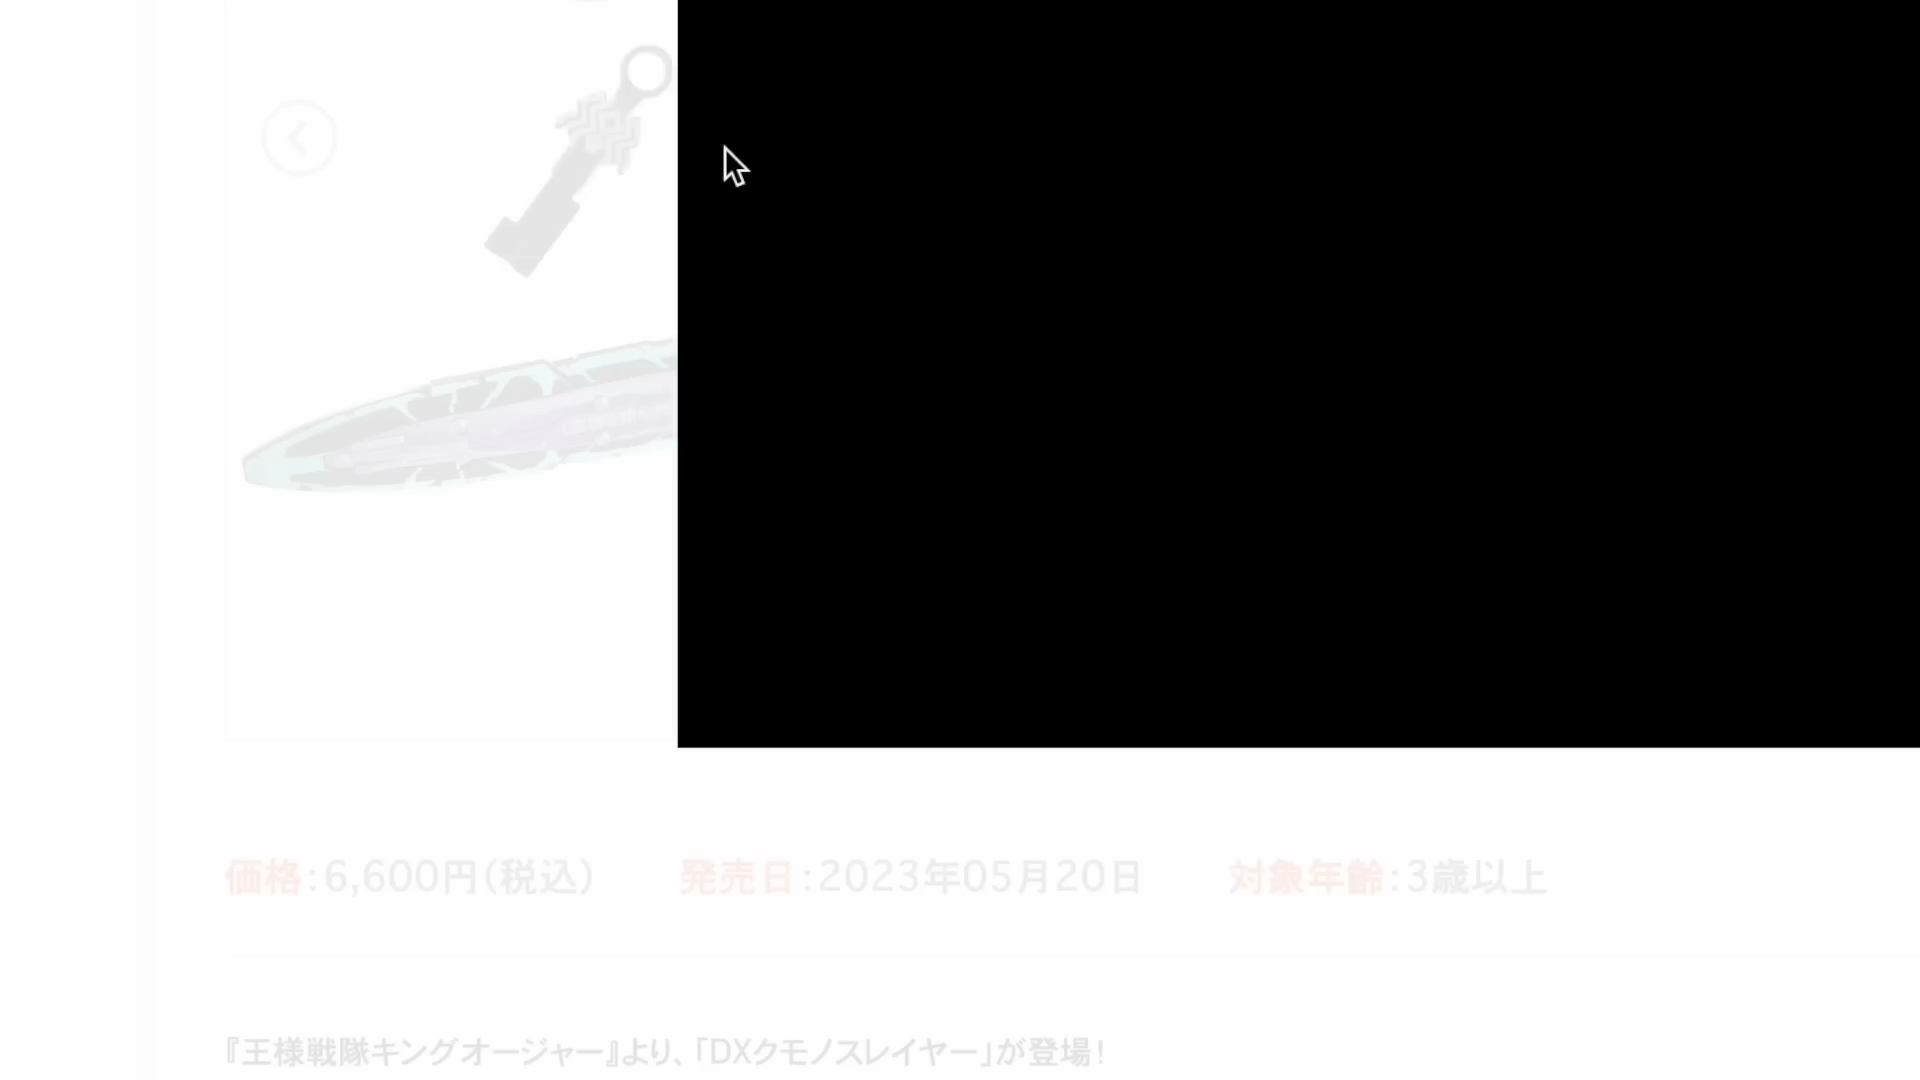 価格：6,600円（税込） 発売日：2023年05月20日 対象年齢：3歳以上
『王様戦隊キングオージャー』より、「DXクモノスレイヤー」が登場！